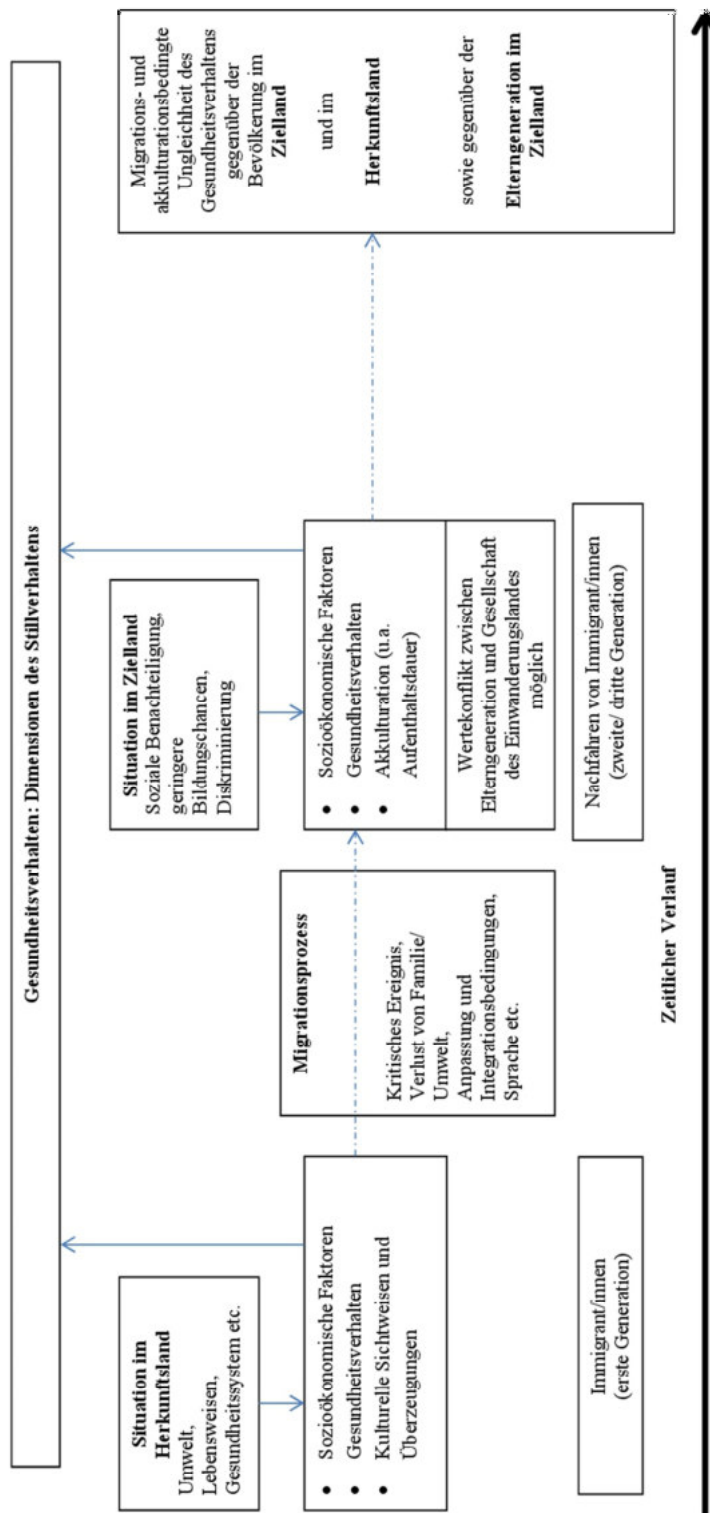 Gesundheitsverhalten: Dimensionen des Stillverhaltens
Situation im
Herkunftsland
Umwelt,
Lebensweisen,
Gesundheitssystem etc.
• Sozioökonomische Faktoren
• Gesundheitsverhalten
• Kulturelle Sichtweisen und
Überzeugungen
Immigrant/innen
(erste Generation)
Migrationsprozess
Kritisches Ereignis,
Verlust von Familie/
Umwelt,
Anpassung und
Integrationsbedingungen,
Sprache etc.
Situation im Zielland
Soziale Benachteiligung,
geringere
Bildungschancen,
Diskriminierung
• Sozioökonomische Faktoren
• Gesundheitsverhalten
• Akkulturation (u.a.
Aufenthaltsdauer)
Wertekonflikt zwischen
Elterngeneration und Gesellschaft
des Einwanderungslandes
möglich
Nachfahren von Immigrant/innen
(zweite/ dritte Generation)
Migrations- und
akkulturationsbedingte
Ungleichheit des
Gesundheitsverhaltens
gegenüber der
Bevölkerung im
Zielland
und im
Herkunftsland
sowie gegenüber der
Elterngeneration im
Zielland
Zeitlicher Verlauf